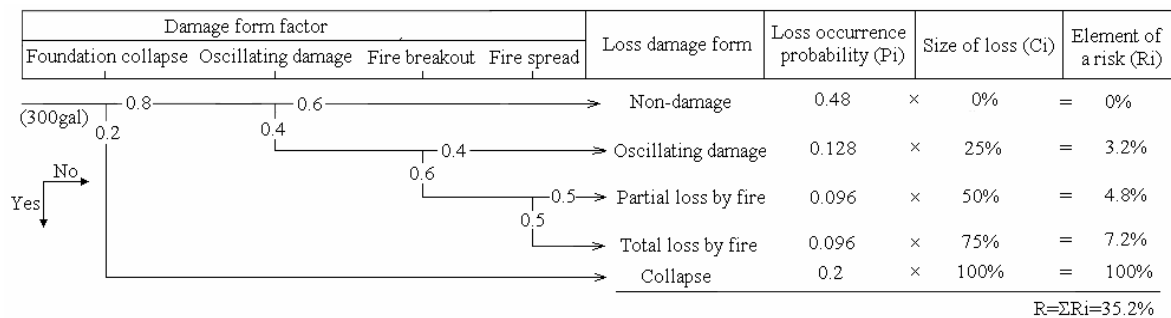 Damage form factor
Loss damage form
Loss occurrence probability (Pi)
Size of loss (Ci)
Element of a risk (Ri)
Foundation collapse Oscillating damage Fire breakout Fire spread
(300gal) 0.8 0.6 Non-damage 0.48 × 0% = 0%
0.2 0.4
0.4 Oscillating damage 0.128 × 25% = 3.2%
No 0.6
Yes 0.5 Partial loss by fire 0.096 × 50% = 4.8%
0.5
Total loss by fire 0.096 × 75% = 7.2%
Collapse 0.2 × 100% = 100%
R=ΣRi=35.2%